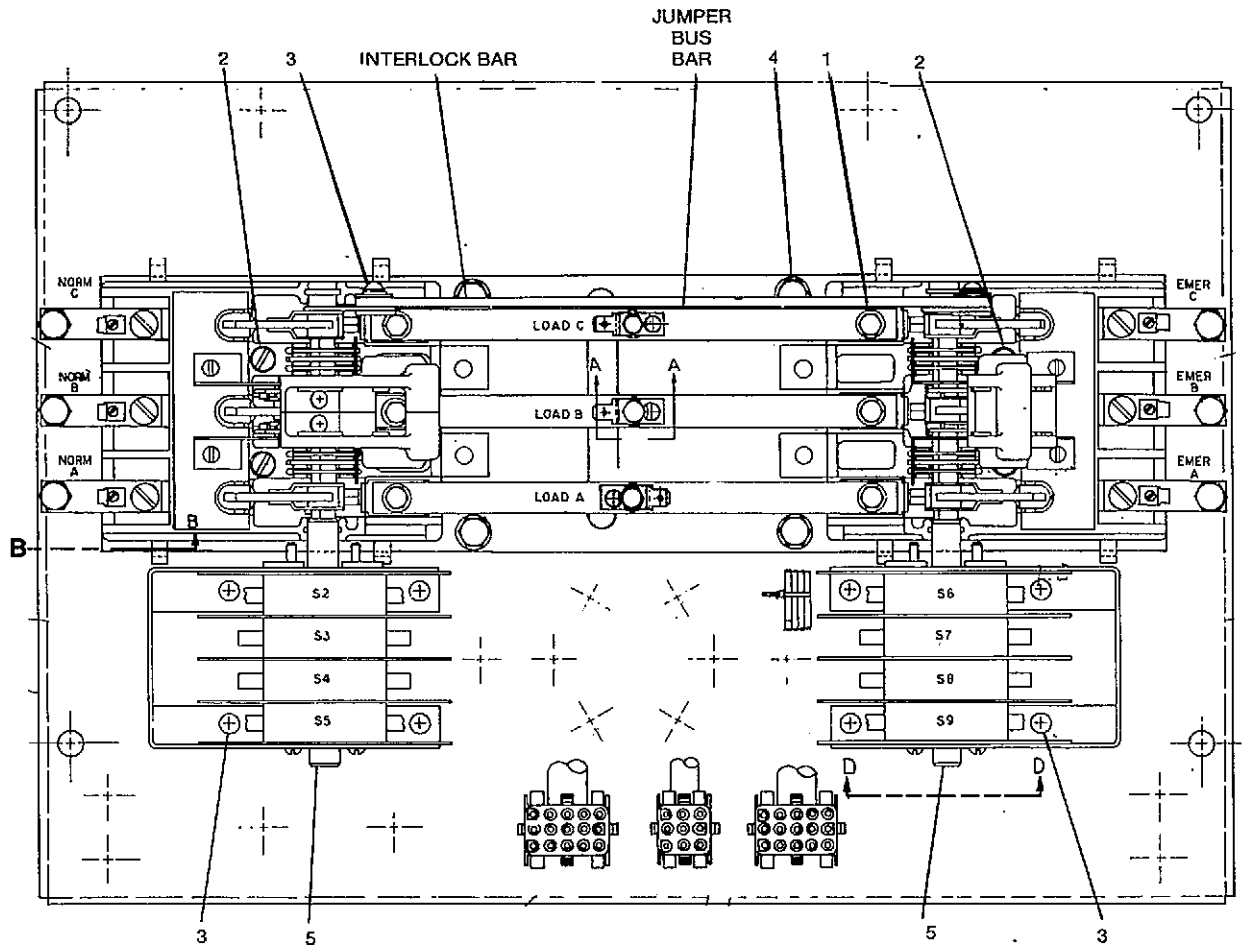 JUMPER
BUS
BAR
2 3 INTERLOCK BAR 4 1 2
NORM
C
EMER
C
LOAD C
A A
NORM
B
EMER
B
LOAD B
NORM
A
EMER
A
LOAD A
B
B
S2 S6
S3 S7
S4 S8
S5 S9
D D
3 5 5 3